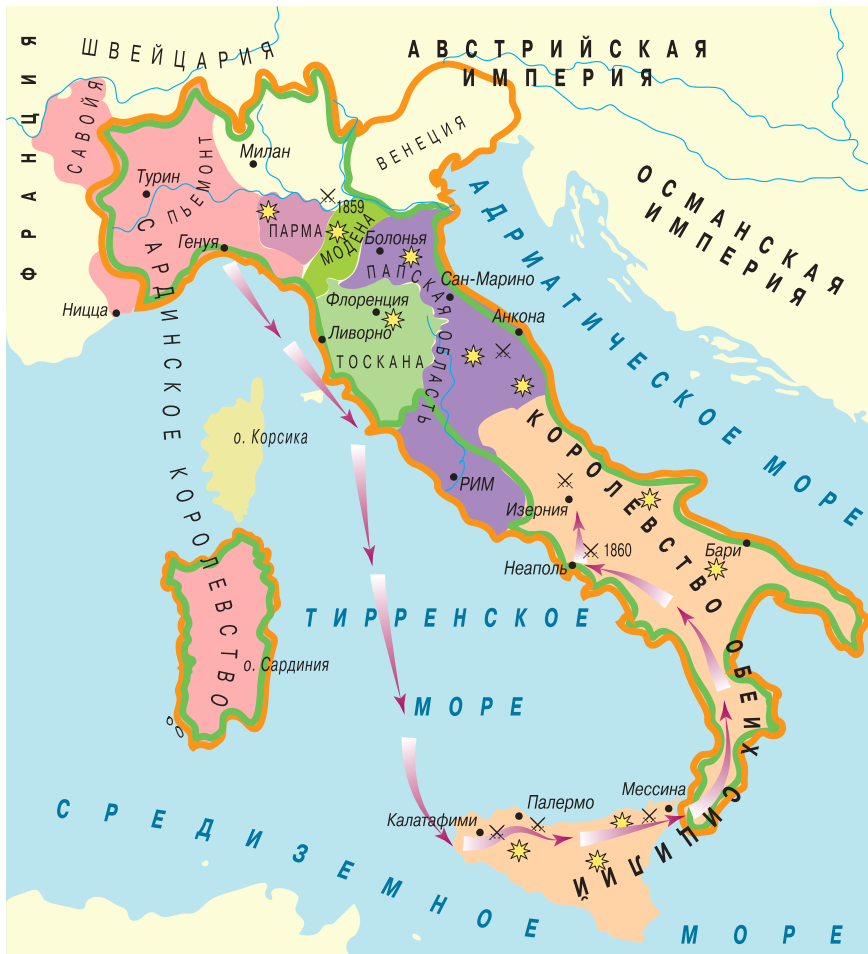 ФРАНЦИЯ
ШВЕЙЦАРИЯ
АВСТРИЙСКАЯ
ИМПЕРИЯ
САВОЙЯ
Милан
ВЕНЕЦИЯ
Турин
ПЬЕМОНТ
1859
ПАРМА
МОДЕНА
Генуя
Болонья
ПАПСКАЯ ОБЛАСТЬ
АДРИАТИЧЕСКОЕ МОРЕ
ОСМАНСКАЯ
ИМПЕРИЯ
Ницца
Сан-Марино
Флоренция
Анкона
Ливорно
ТОСКАНА
САРДИНСКОЕ КОРОЛЕВСТВО
о. Корсика
КОРОЛЕВСТВО ОБЕИХ СИЦИЛИЙ
РИМ
Изерния
1860
Бари
Неаполь
ТИРРЕНСКОЕ
МОРЕ
о. Сардиния
Мессина
Палермо
Калатафими
СРЕДИЗЕМНОЕ МОРЕ